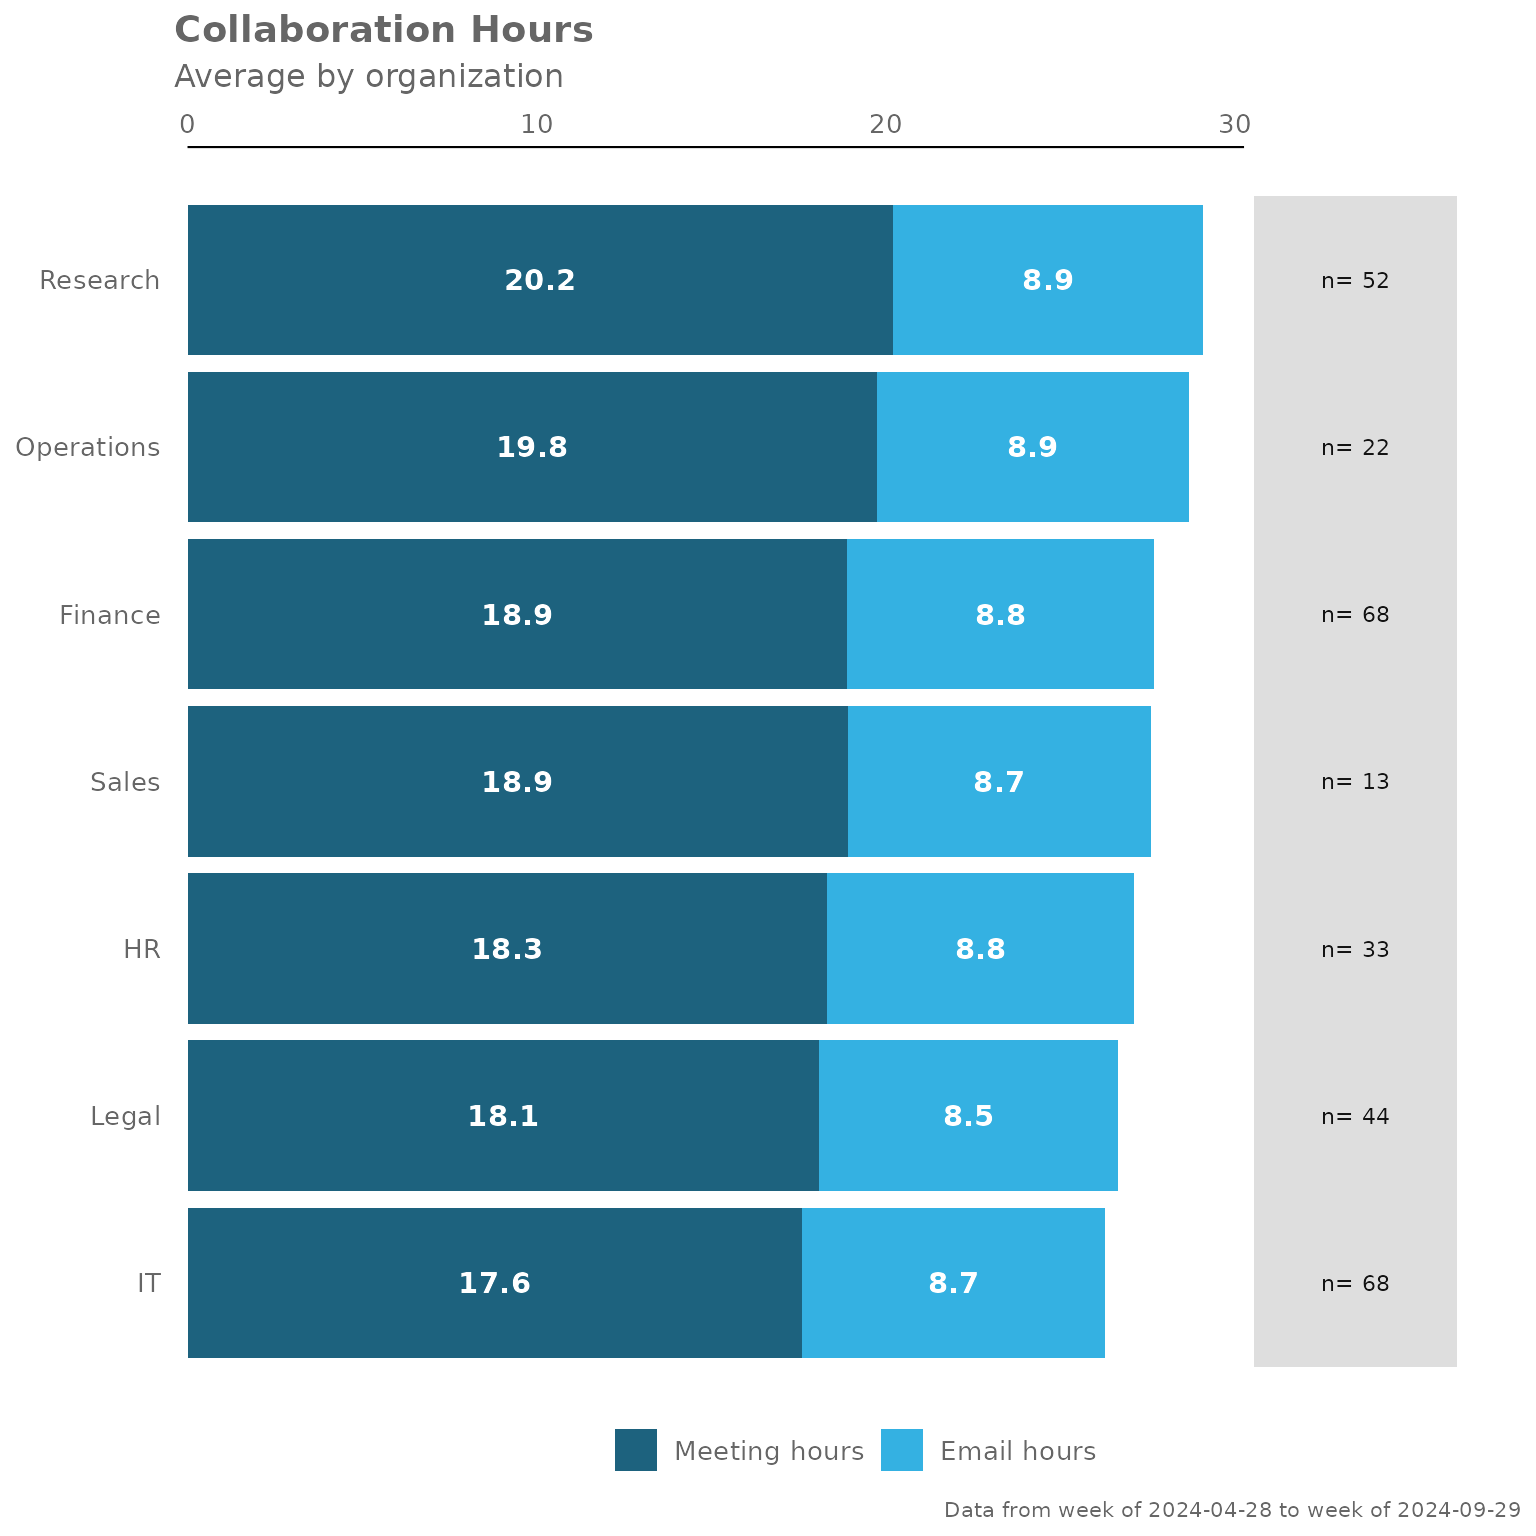 Collaboration Hours
Average by organization
0 10 20 30
Research 20.2 8.9 n= 52
Operations 19.8 8.9 n= 22
Finance 18.9 8.8 n= 68
Sales 18.9 8.7 n= 13
HR 18.3 8.8 n= 33
Legal 18.1 8.5 n= 44
IT 17.6 8.7 n= 68
Meeting hours Email hours
Data from week of 2024-04-28 to week of 2024-09-29